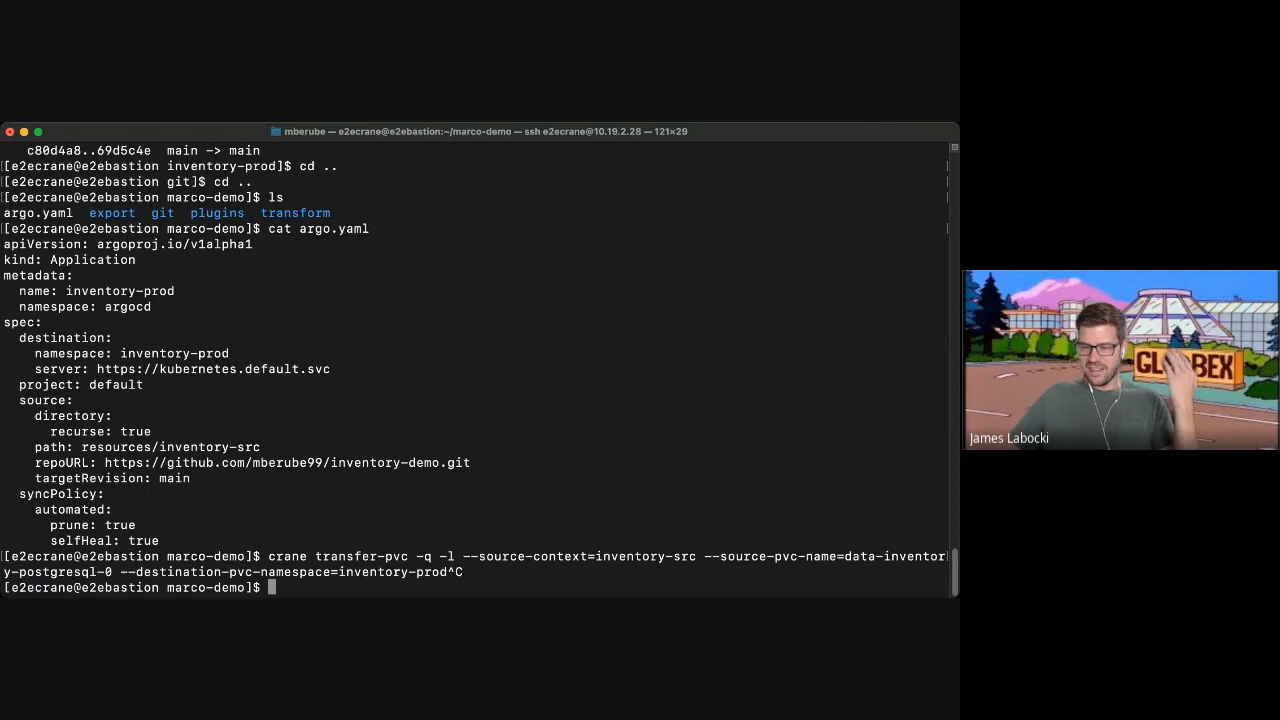 mberube — e2ecrane@e2ebastion:~/marco-demo — ssh e2ecrane@10.19.2.28 — 121×29
c80d4a8..69d5c4e  main -> main
[[e2ecrane@e2ebastion inventory-prod]$ cd ..
[[e2ecrane@e2ebastion git]$ cd ..
[[e2ecrane@e2ebastion marco-demo]$ ls
argo.yaml  export  git  plugins  transform
[[e2ecrane@e2ebastion marco-demo]$ cat argo.yaml
apiVersion: argoproj.io/v1alpha1
kind: Application
metadata:
  name: inventory-prod
  namespace: argocd
spec:
  destination:
    namespace: inventory-prod
    server: https://kubernetes.default.svc
  project: default
  source:
    directory:
      recurse: true
    path: resources/inventory-src
    repoURL: https://github.com/mberube99/inventory-demo.git
    targetRevision: main
  syncPolicy:
    automated:
      prune: true
      selfHeal: true
[[e2ecrane@e2ebastion marco-demo]$ crane transfer-pvc -q -l --source-context=inventory-src --source-pvc-name=data-inventor
y-postgresql-0 --destination-pvc-namespace=inventory-prod^C
[e2ecrane@e2ebastion marco-demo]$
James Labocki